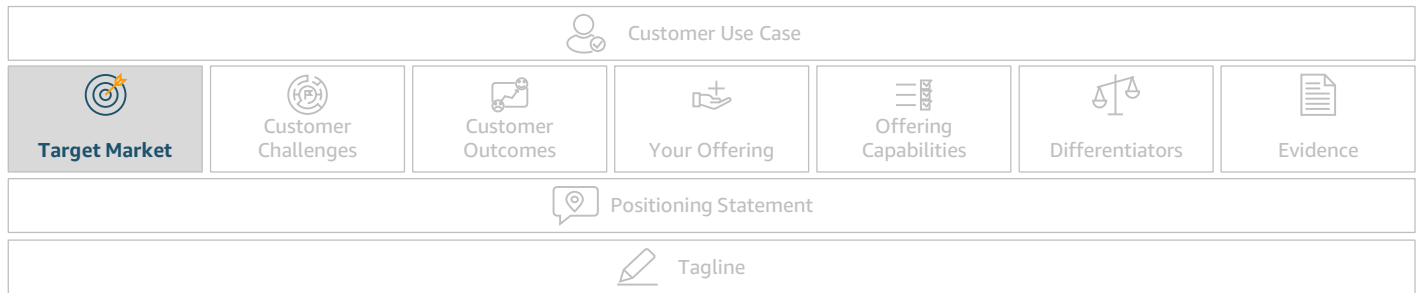 Customer Use Case
Target Market
Customer
Challenges
Customer
Outcomes
Your Offering
Offering
Capabilities
Differentiators
Evidence
Positioning Statement
Tagline